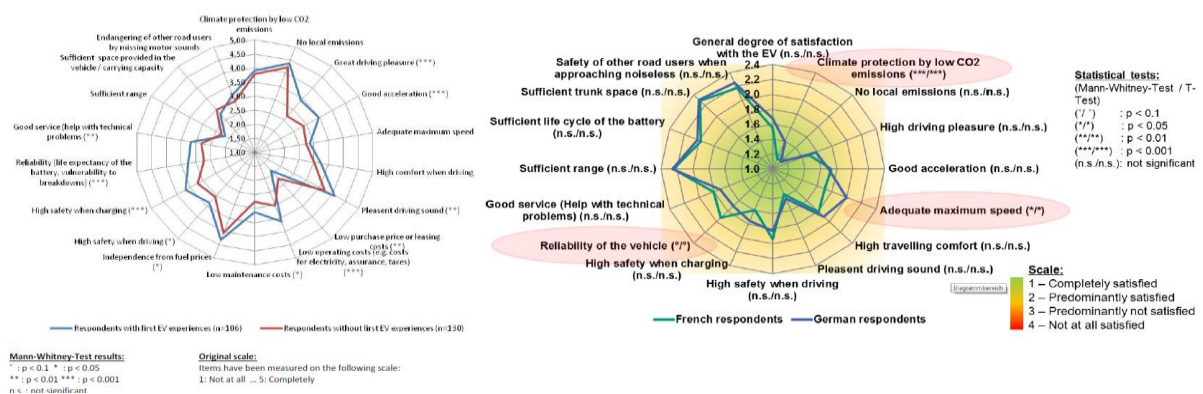 Climate protection by low CO2
emissions
5,00
4,50
4,00
3,50
3,00
2,50
2,00
1,50
1,00
No local emissions
Great driving pleasure (***)
Good acceleration (***)
Adequate maximum speed
High comfort when driving
Pleasent driving sound (**)
Low purchase price or leasing
costs (**)
Low operating costs (e.g. costs
for electricity, assurance, taxes)
(***)
Low maintenance costs (*)
Independence from fuel prices
(*)
High safety when driving (*)
High safety when charging (***)
Reliability (life expectancy of the
battery, vulnerability to
breakdowns) (***)
Good service (help with technical
problems (**)
Sufficient range
Sufficient space provided in the
vehicle / carrying capacity
Endangering of other road users
by missing motor sounds
Respondents with first EV experiences (n=106)
Respondents without first EV experiences (n=130)
Mann-Whitney-Test results:
˙ : p < 0.1 * : p < 0.05
** : p < 0.01 *** : p < 0.001
n.s. : not significant
Original scale:
Items have been measured on the following scale:
1: Not at all ... 5: Completely
General degree of satisfaction
with the EV (n.s./n.s.)
2.4
2.2
2.0
1.8
1.6
1.4
1.2
1.0
Climate protection by low CO2
emissions (***/***)
No local emissions (n.s./n.s.)
High driving pleasure (n.s./n.s.)
Good acceleration (n.s./n.s.)
Adequate maximum speed (*/*)
High travelling comfort (n.s./n.s.)
Pleasent driving sound (n.s./n.s.)
High safety when driving
(n.s./n.s.)
High safety when charging
(n.s./n.s.)
Reliability of the vehicle (*/*)
Good service (Help with technical
problems) (n.s./n.s.)
Sufficient range (n.s./n.s.)
Sufficient life cycle of the battery
(n.s./n.s.)
Sufficient trunk space (n.s./n.s.)
Safety of other road users when
approaching noiseless (n.s./n.s.)
French respondents
German respondents
Diagrammbereich
Statistical tests:
(Mann-Whitney-Test / T-
Test)
(˙/˙) : p < 0.1
(*/*) : p < 0.05
(**/**) : p < 0.01
(***/***) : p < 0.001
(n.s./n.s.): not significant
Scale:
1 – Completely satisfied
2 – Predominantly satisfied
3 – Predominantly not satisfied
4 – Not at all satisfied